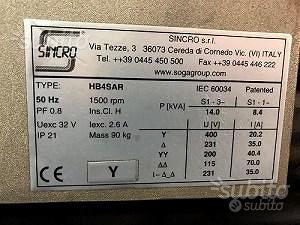 SINCRO
SINCRO s.r.l.
Via Tezze, 3 36073 Cereda di Cornedo Vic. (VI) ITALY
Tel. ++39 0445 450 500 Fax ++39 0445 446 222
www.sogagroup.com
TYPE: HB4SAR IEC 60034 Patented
50 Hz 1500 rpm P [kVA] S1 - 3~ S1 - 1~
PF 0.8 Ins.Cl. H 14.0 8.4
Uexc 32 V Iexc. 2.6 A U [V] I [A]
IP 21 Mass 90 kg Y 400 20.2
Δ 231 35.0
YY 200 40.4
ΔΔ 115 70.0
Y I-Δ_Δ 231 35.0
subito